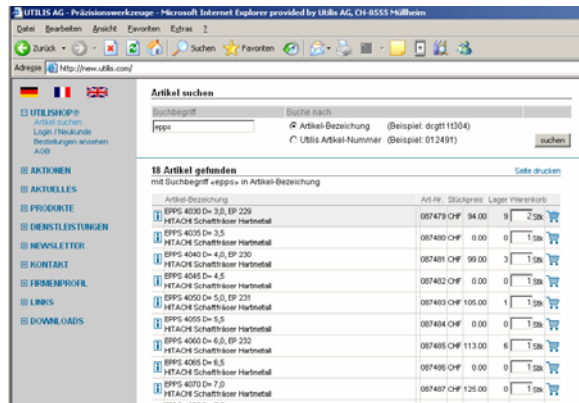 UTILIS AG - Präzisionswerkzeuge - Microsoft Internet Explorer provided by Utilis AG, CH-8555 Müllheim
Datei Bearbeiten Ansicht Favoriten Extras ?
Zurück Suchen Favoriten
Adresse http://new.utilis.com/
UTILISHOP®
Artikel suchen
Login / Neukunde
Bestellungen ansehen
AGB
AKTIONEN
AKTUELLES
PRODUKTE
DIENSTLEISTUNGEN
NEWSLETTER
KONTAKT
FIRMENPROFIL
LINKS
DOWNLOADS
Artikel suchen
Suchbegriff Suche nach
epps Artikel-Bezeichnung (Beispiel: dcgt11t304)
Utilis Artikel-Nummer (Beispiel: 012491)
suchen
18 Artikel gefunden Seite drucken
mit Suchbegriff «epps» in Artikel-Bezeichnung
Artikel-Bezeichnung Art-Nr. Stückpreis Lager Warenkorb
EPPS 4030 D= 3,0, EP 229
HITACHI Schaftfräser Hartmetall 087479 CHF 94.00 9 2 Stk
EPPS 4035 D= 3,5
HITACHI Schaftfräser Hartmetall 087480 CHF 0.00 0 1 Stk
EPPS 4040 D= 4,0, EP 230
HITACHI Schaftfräser Hartmetall 087481 CHF 99.00 3 1 Stk
EPPS 4045 D= 4,5
HITACHI Schaftfräser Hartmetall 087482 CHF 0.00 0 1 Stk
EPPS 4050 D= 5,0, EP 231
HITACHI Schaftfräser Hartmetall 087483 CHF 105.00 1 1 Stk
EPPS 4055 D= 5,5
HITACHI Schaftfräser Hartmetall 087484 CHF 0.00 0 1 Stk
EPPS 4060 D= 6,0, EP 232
HITACHI Schaftfräser Hartmetall 087485 CHF 113.00 6 1 Stk
EPPS 4065 D= 6,5
HITACHI Schaftfräser Hartmetall 087486 CHF 0.00 0 1 Stk
EPPS 4070 D= 7,0
HITACHI Schaftfräser Hartmetall 087487 CHF 125.00 0 1 Stk